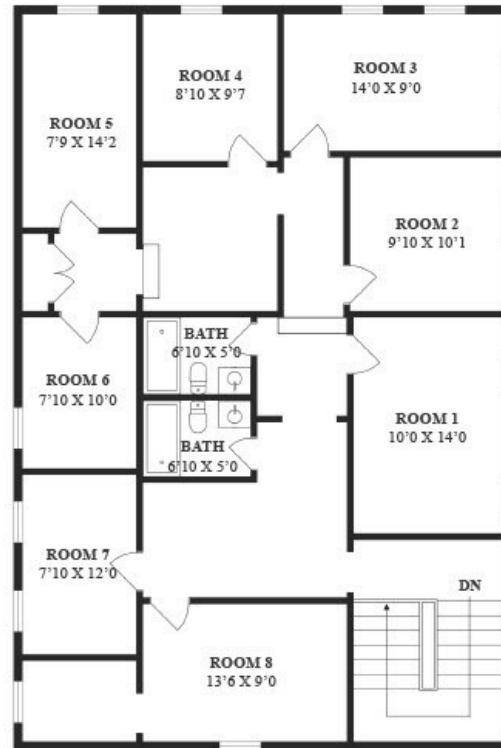 ROOM 4
8'10 X 9'7
ROOM 3
14'0 X 9'0
ROOM 5
7'9 X 14'2
ROOM 2
9'10 X 10'1
BATH
6'10 X 5'0
ROOM 6
7'10 X 10'0
ROOM 1
10'0 X 14'0
BATH
6'10 X 5'0
ROOM 7
7'10 X 12'0
DN
ROOM 8
13'6 X 9'0